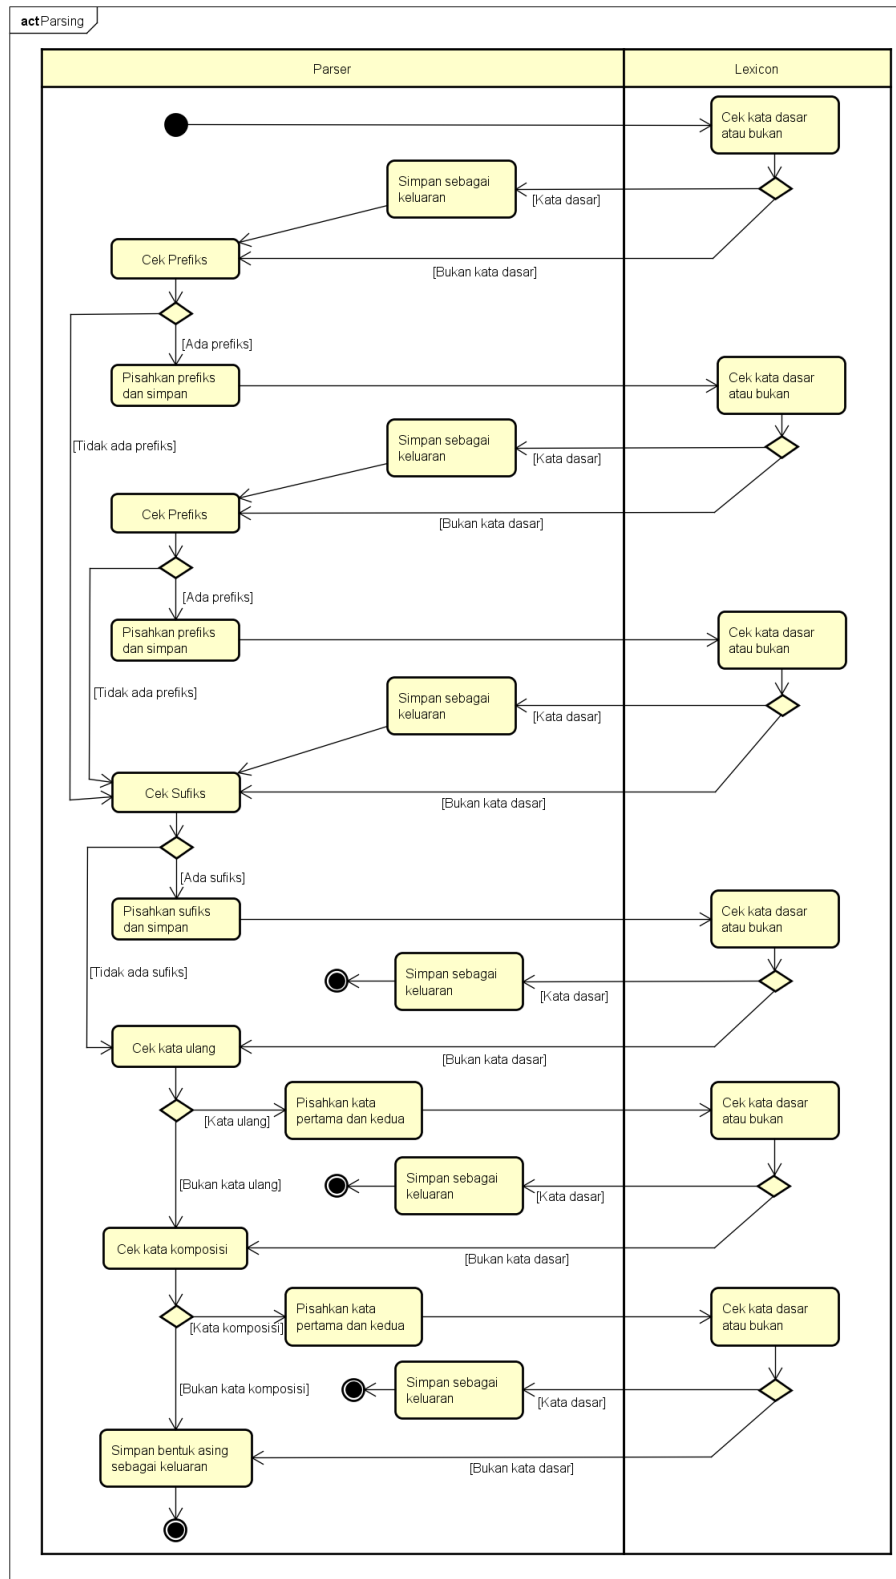 act Parsing
Parser
Lexicon
Cek kata dasar
atau bukan
Simpan sebagai
keluaran
[Kata dasar]
Cek Prefiks
[Bukan kata dasar]
[Ada prefiks]
Pisahkan prefiks
dan simpan
Cek kata dasar
atau bukan
[Tidak ada prefiks]
Simpan sebagai
keluaran
[Kata dasar]
Cek Prefiks
[Bukan kata dasar]
[Ada prefiks]
Pisahkan prefiks
dan simpan
Cek kata dasar
atau bukan
[Tidak ada prefiks]
Simpan sebagai
keluaran
[Kata dasar]
Cek Sufiks
[Bukan kata dasar]
[Ada sufiks]
Pisahkan sufiks
dan simpan
Cek kata dasar
atau bukan
[Tidak ada sufiks]
Simpan sebagai
keluaran
[Kata dasar]
Cek kata ulang
[Bukan kata dasar]
[Kata ulang]
Pisahkan kata
pertama dan kedua
Cek kata dasar
atau bukan
[Bukan kata ulang]
Simpan sebagai
keluaran
[Kata dasar]
Cek kata komposisi
[Bukan kata dasar]
[Kata komposisi]
Pisahkan kata
pertama dan kedua
Cek kata dasar
atau bukan
[Bukan kata komposisi]
Simpan sebagai
keluaran
[Kata dasar]
Simpan bentuk asing
sebagai keluaran
[Bukan kata dasar]